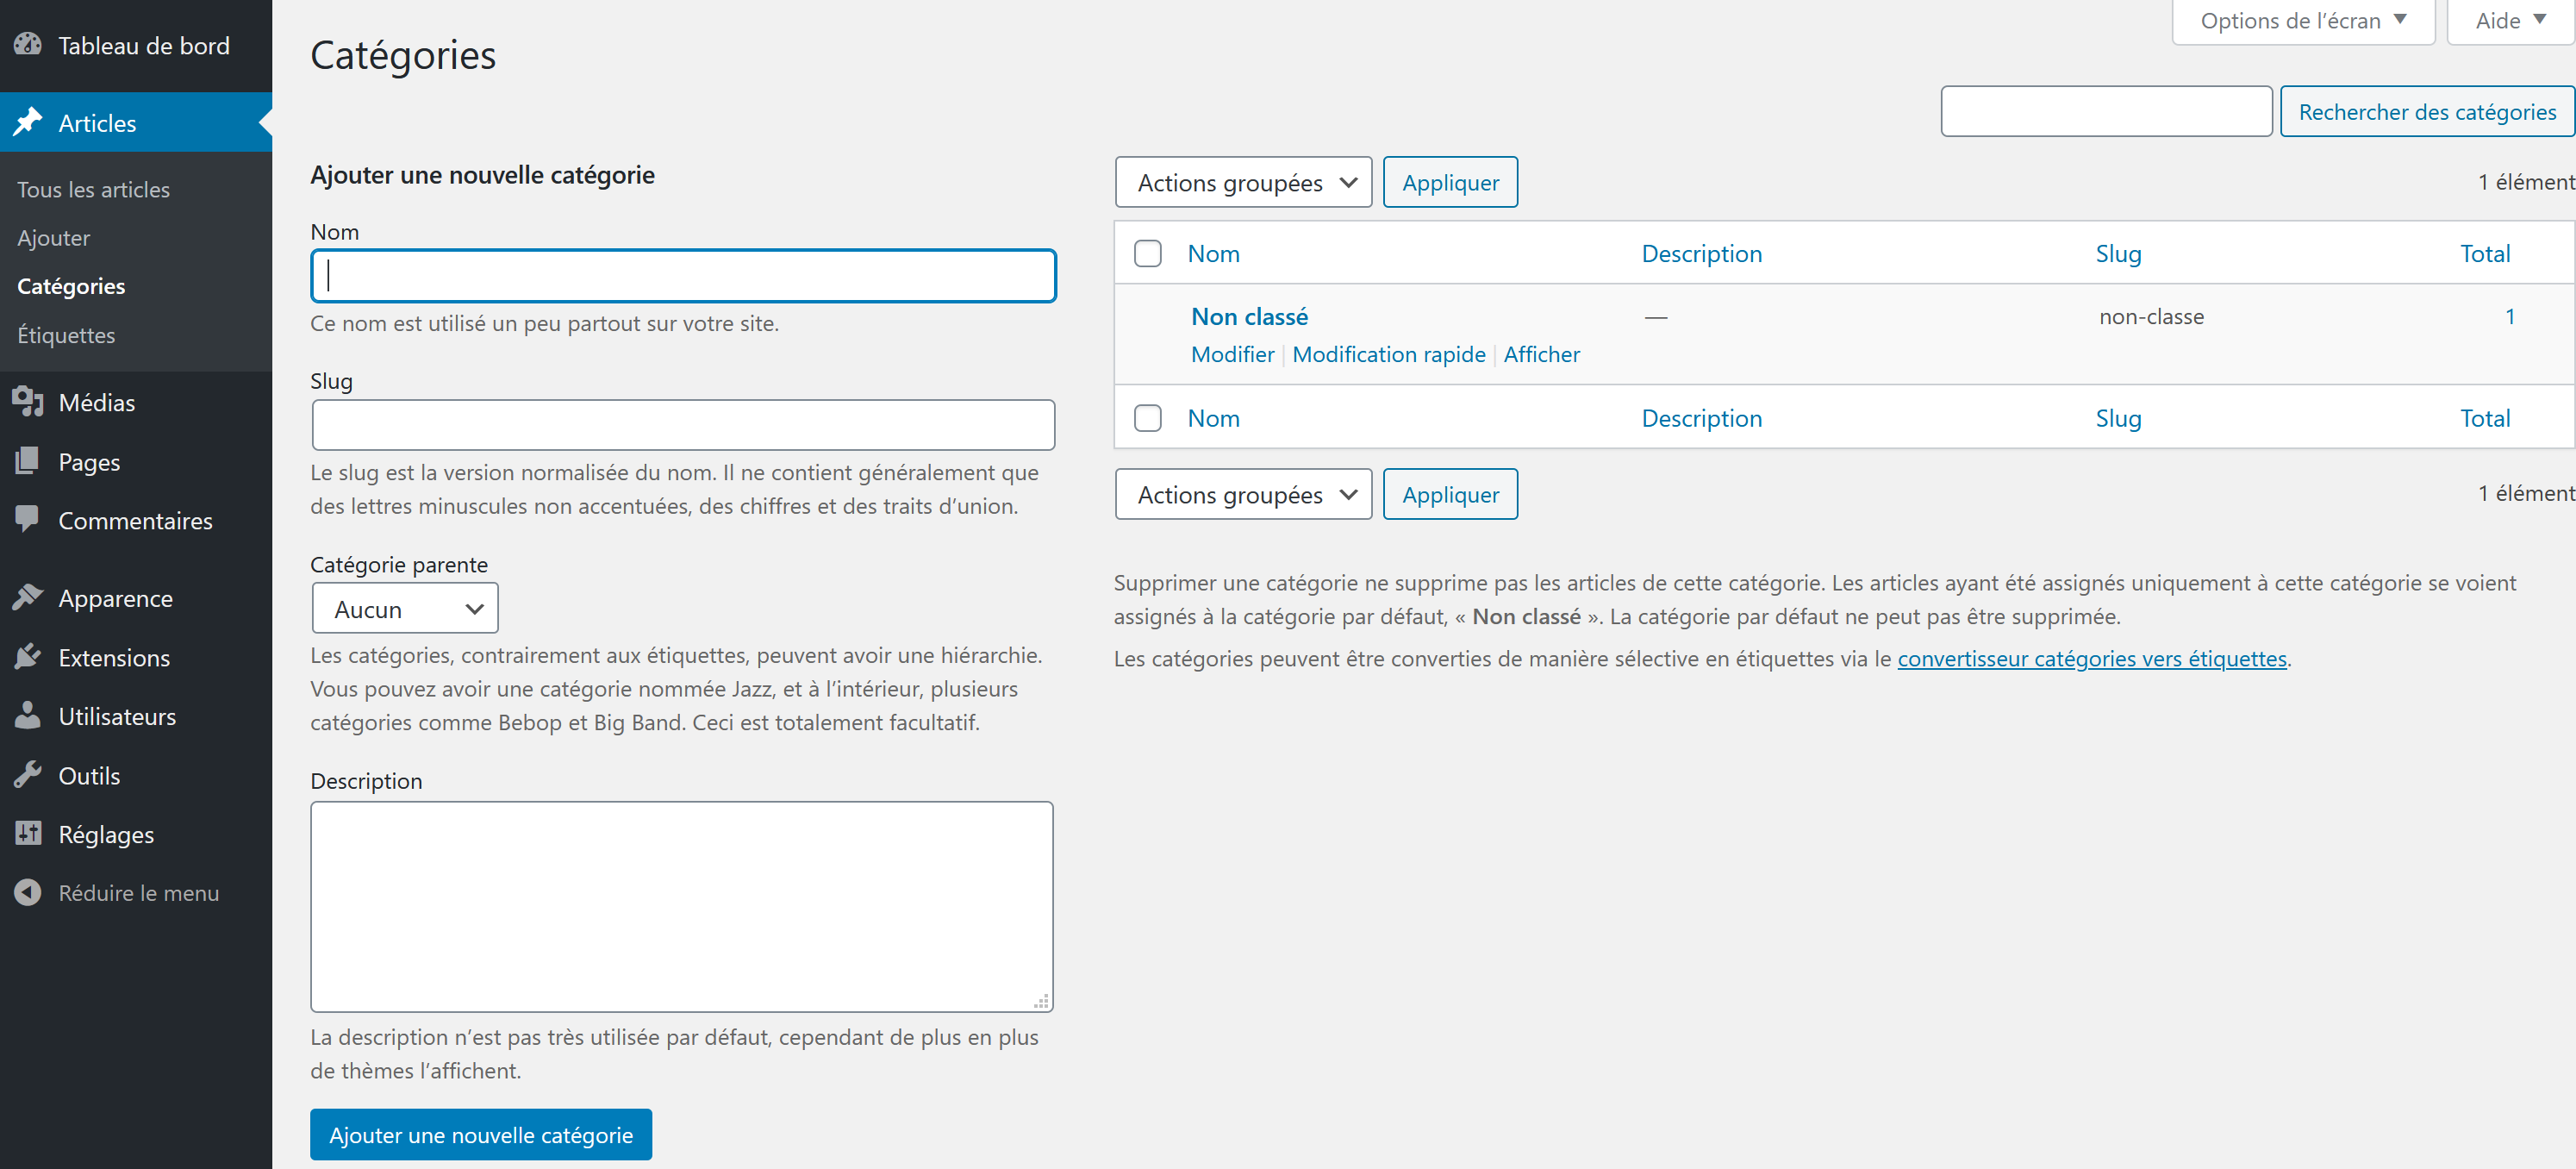 Tableau de bord
Articles
Tous les articles
Ajouter
Catégories
Étiquettes
Médias
Pages
Commentaires
Apparence
Extensions
Utilisateurs
Outils
Réglages
Réduire le menu
Options de l’écran
Aide
Catégories
Rechercher des catégories
Ajouter une nouvelle catégorie
Nom
Ce nom est utilisé un peu partout sur votre site.
Slug
Le slug est la version normalisée du nom. Il ne contient généralement que
des lettres minuscules non accentuées, des chiffres et des traits d’union.
Catégorie parente
Aucun
Les catégories, contrairement aux étiquettes, peuvent avoir une hiérarchie.
Vous pouvez avoir une catégorie nommée Jazz, et à l’intérieur, plusieurs
catégories comme Bebop et Big Band. Ceci est totalement facultatif.
Description
La description n’est pas très utilisée par défaut, cependant de plus en plus
de thèmes l’affichent.
Ajouter une nouvelle catégorie
Actions groupées Appliquer 1 élément
Nom Description Slug Total
Non classé — non-classe 1
Modifier | Modification rapide | Afficher
Nom Description Slug Total
Actions groupées Appliquer 1 élément
Supprimer une catégorie ne supprime pas les articles de cette catégorie. Les articles ayant été assignés uniquement à cette catégorie se voient
assignés à la catégorie par défaut, « Non classé ». La catégorie par défaut ne peut pas être supprimée.
Les catégories peuvent être converties de manière sélective en étiquettes via le convertisseur catégories vers étiquettes.